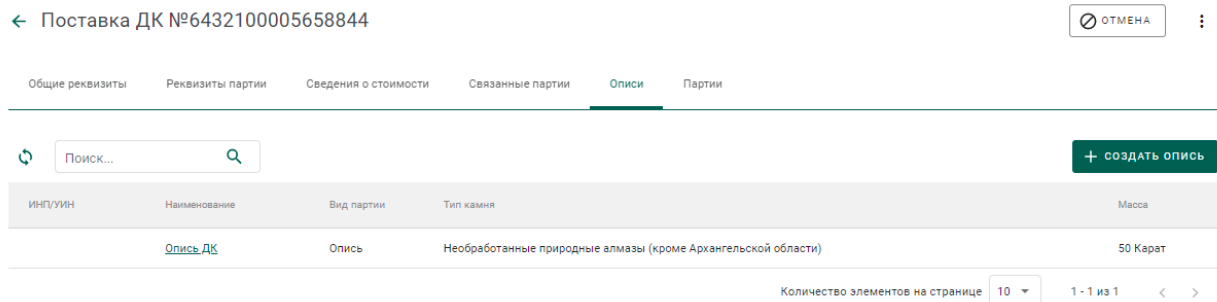 Поставка ДК №6432100005658844 ОТМЕНА
Общие реквизиты Реквизиты партии Сведения о стоимости Связанные партии Описи Партии
Поиск... + СОЗДАТЬ ОПИСЬ
ИНП/УИН Наименование Вид партии Тип камня Масса
Опись ДК Опись Необработанные природные алмазы (кроме Архангельской области) 50 Карат
Количество элементов на странице 10 1 - 1 из 1